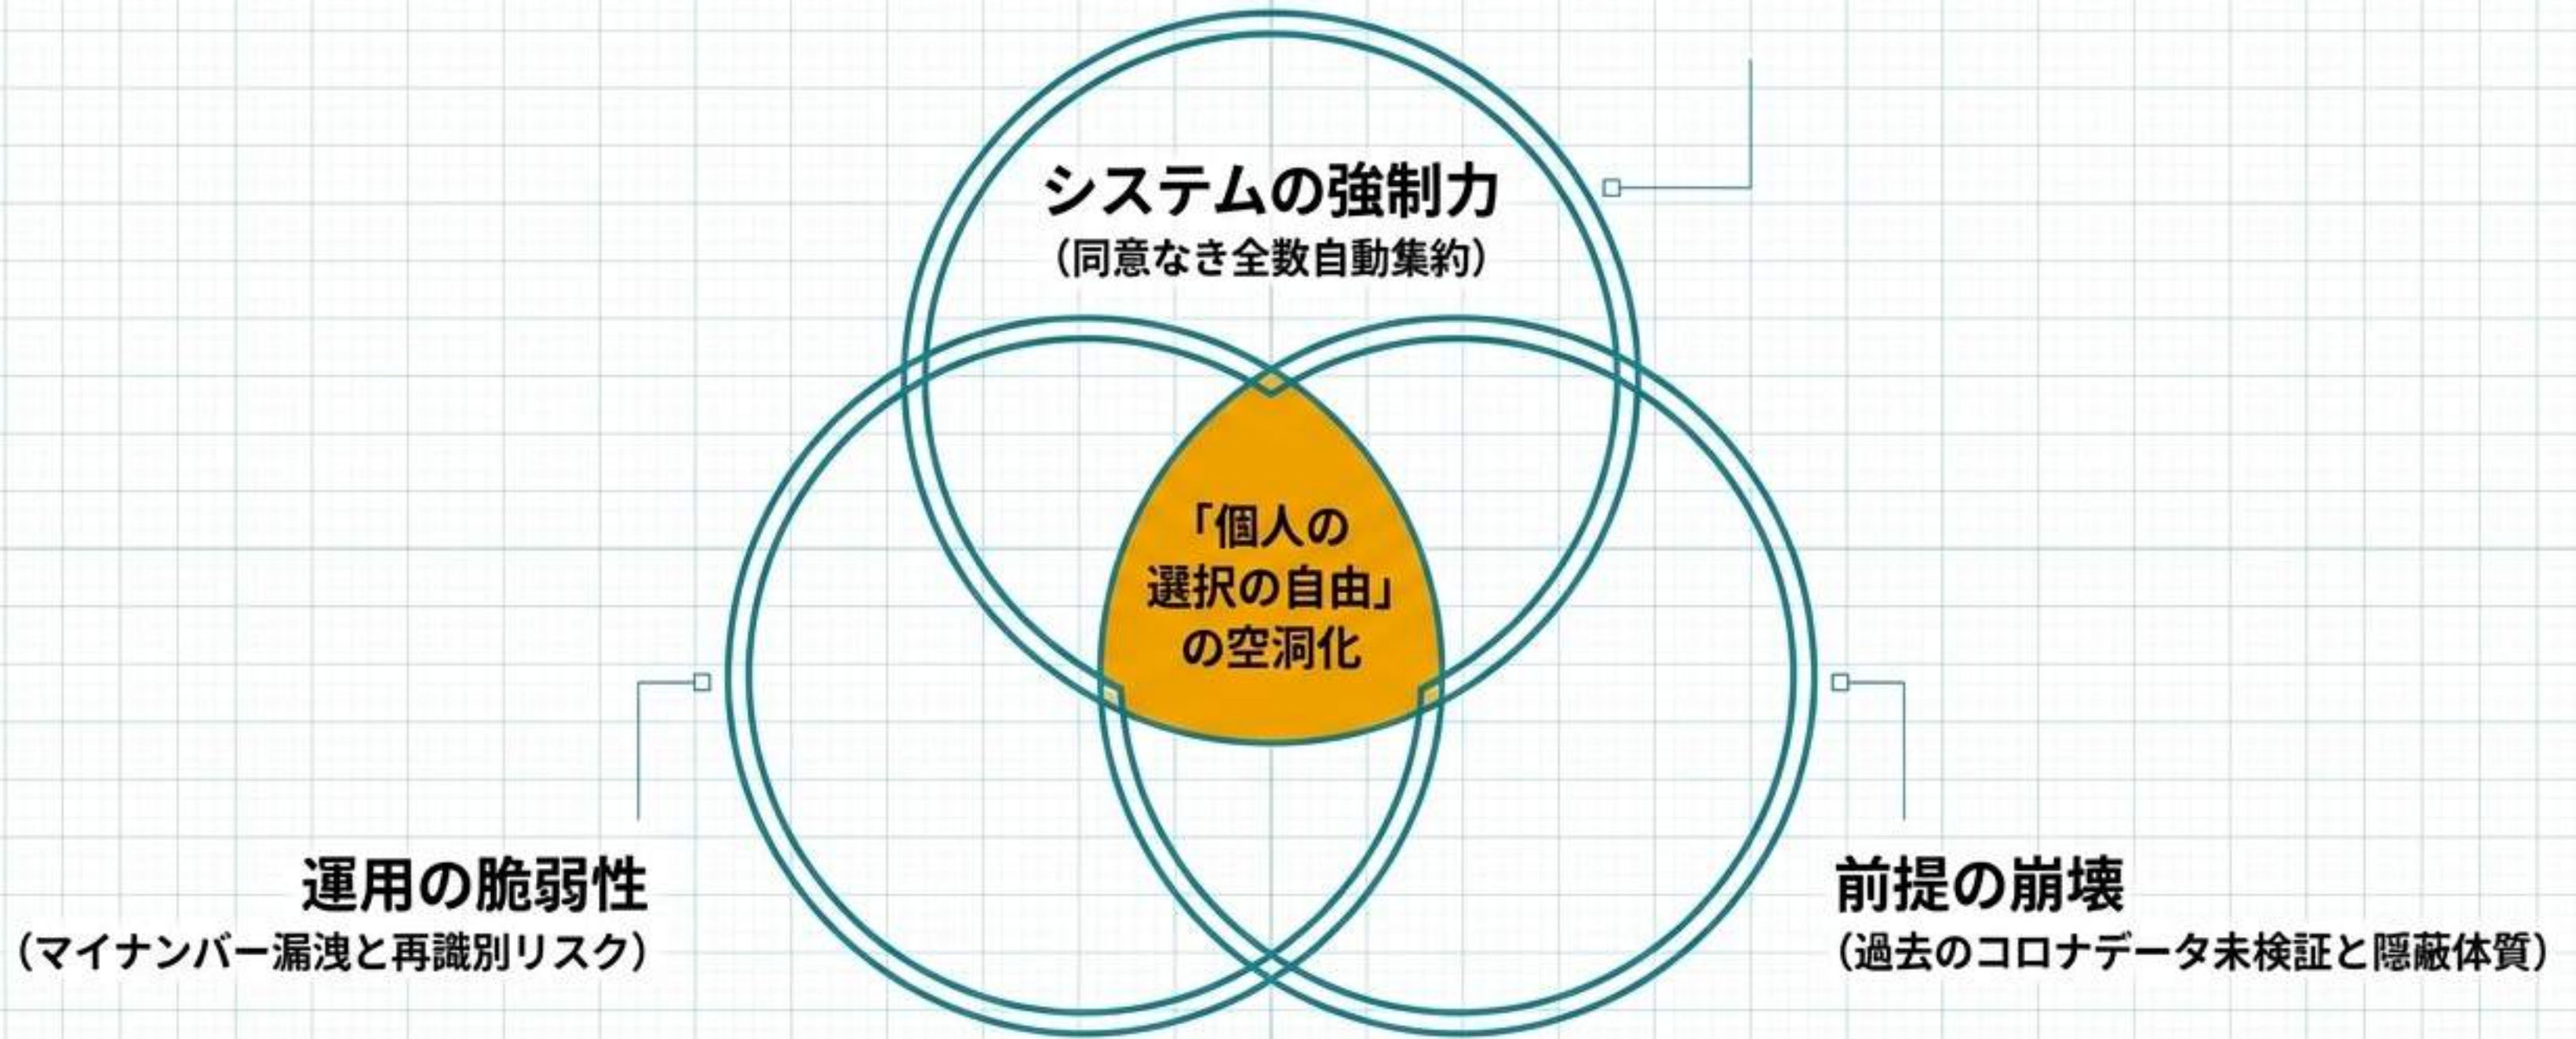 システムの強制力
（同意なき全数自動集約）
「個人の
選択の自由」
の空洞化
運用の脆弱性
（マイナンバー漏洩と再識別リスク）
前提の崩壊
（過去のコロナデータ未検証と隠蔽体質）